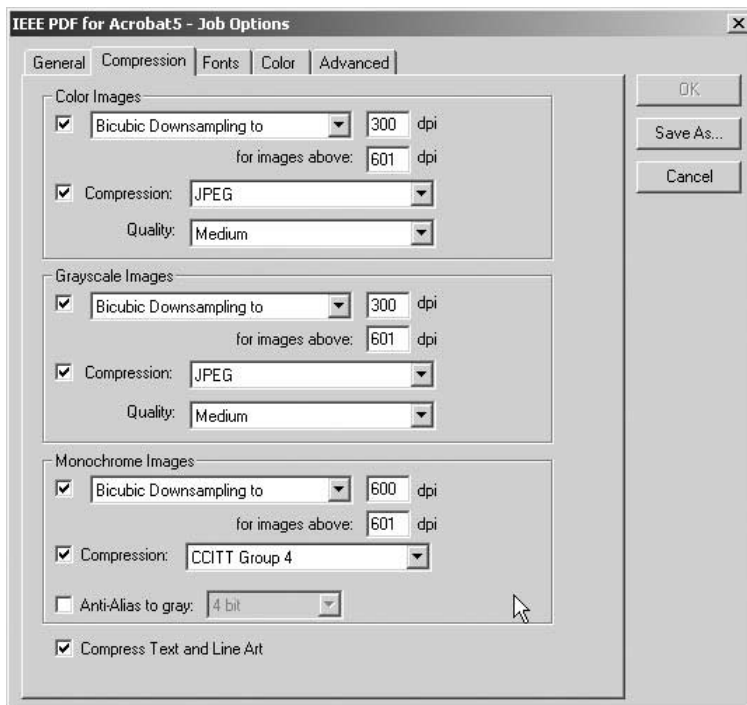 IEEE PDF for Acrobat5 - Job Options
General Compression Fonts Color Advanced
OK
Save As...
Cancel
Color Images
Bicubic Downsampling to 300 dpi
for images above: 601 dpi
Compression: JPEG
Quality: Medium
Grayscale Images
Bicubic Downsampling to 300 dpi
for images above: 601 dpi
Compression: JPEG
Quality: Medium
Monochrome Images
Bicubic Downsampling to 600 dpi
for images above: 601 dpi
Compression: CCITT Group 4
Anti-Alias to gray: 4 bit
Compress Text and Line Art